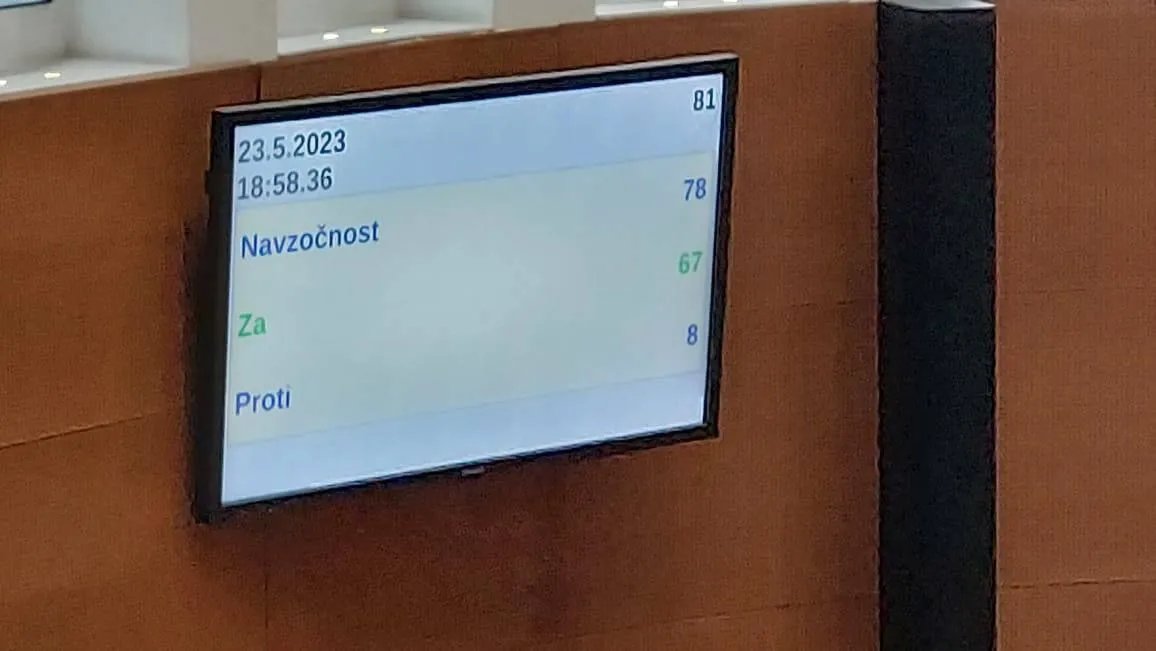 23.5.2023 81
18:58.36
Navzočnost 78
Za 67
Proti 8